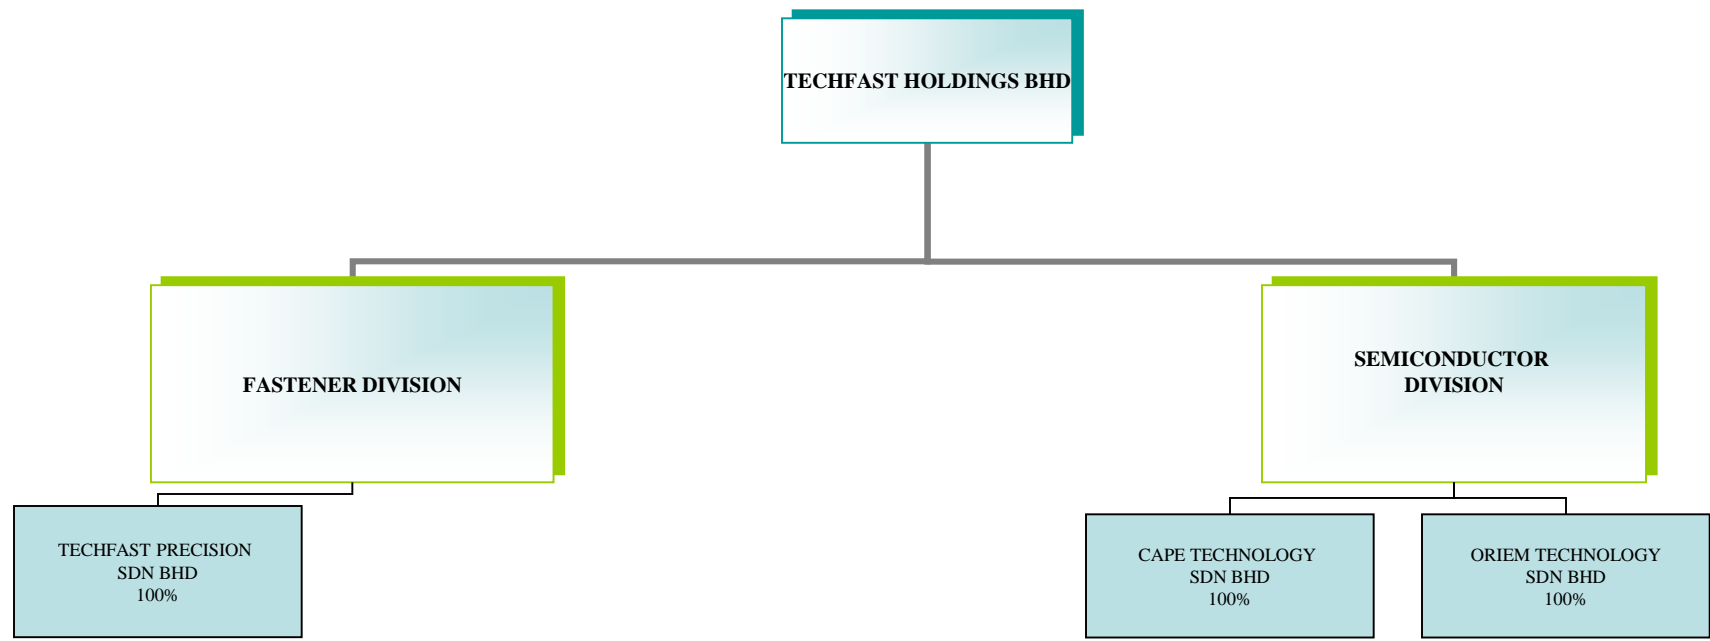 TECHFAST HOLDINGS BHD
FASTENER DIVISION
SEMICONDUCTOR
DIVISION
TECHFAST PRECISION
SDN BHD
100%
CAPE TECHNOLOGY
SDN BHD
100%
ORIEM TECHNOLOGY
SDN BHD
100%